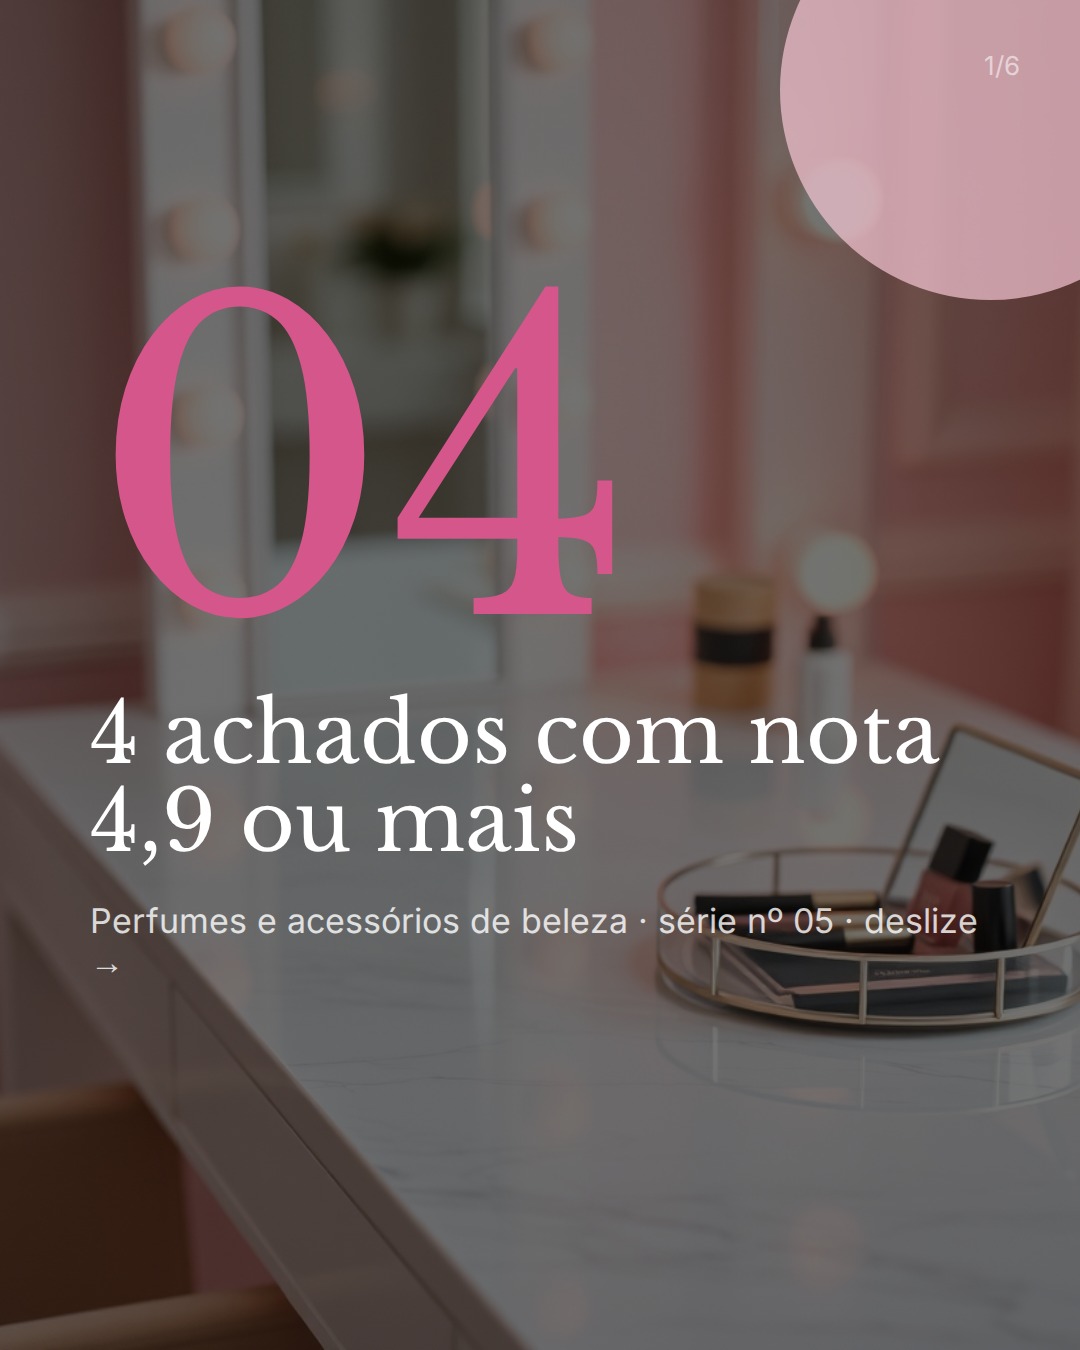 1/6
04
4 achados com nota
4,9 ou mais
Perfumes e acessórios de beleza · série nº 05 · deslize
→